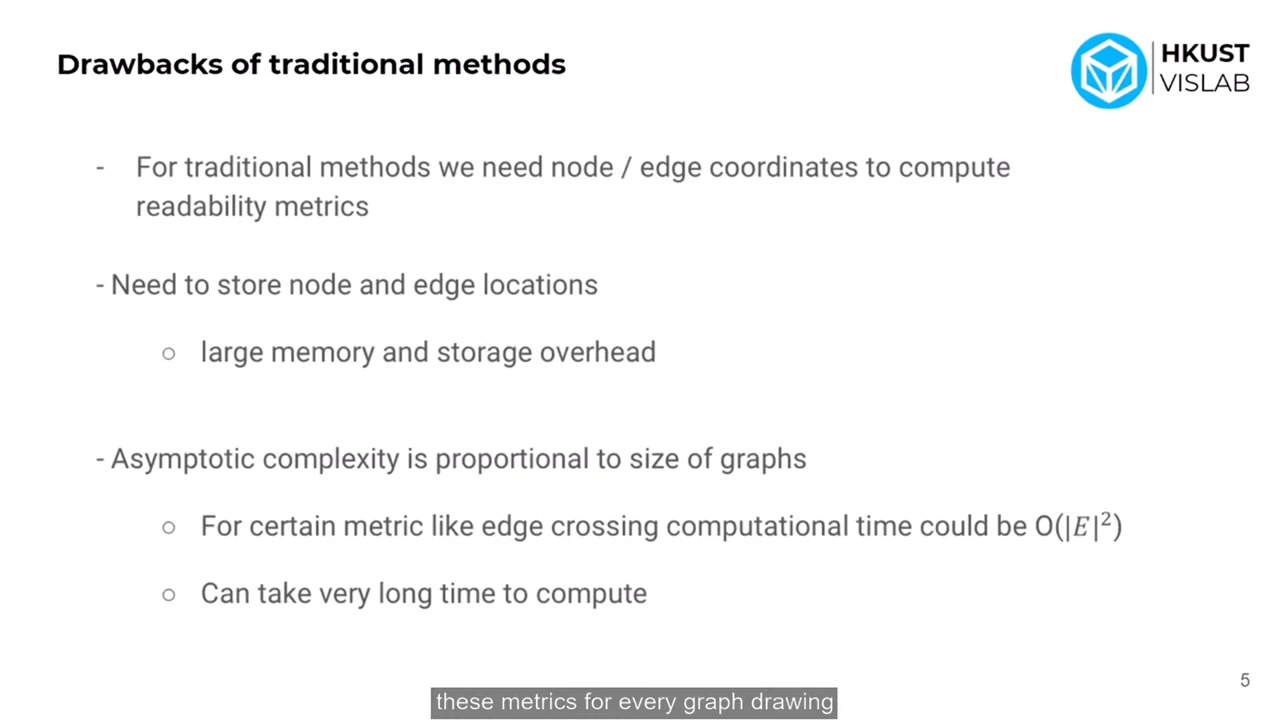 Drawbacks of traditional methods
HKUST
VISLAB
- For traditional methods we need node / edge coordinates to compute
readability metrics
- Need to store node and edge locations
○ large memory and storage overhead
- Asymptotic complexity is proportional to size of graphs
○ For certain metric like edge crossing computational time could be O(|E|²)
○ Can take very long time to compute
5
these metrics for every graph drawing